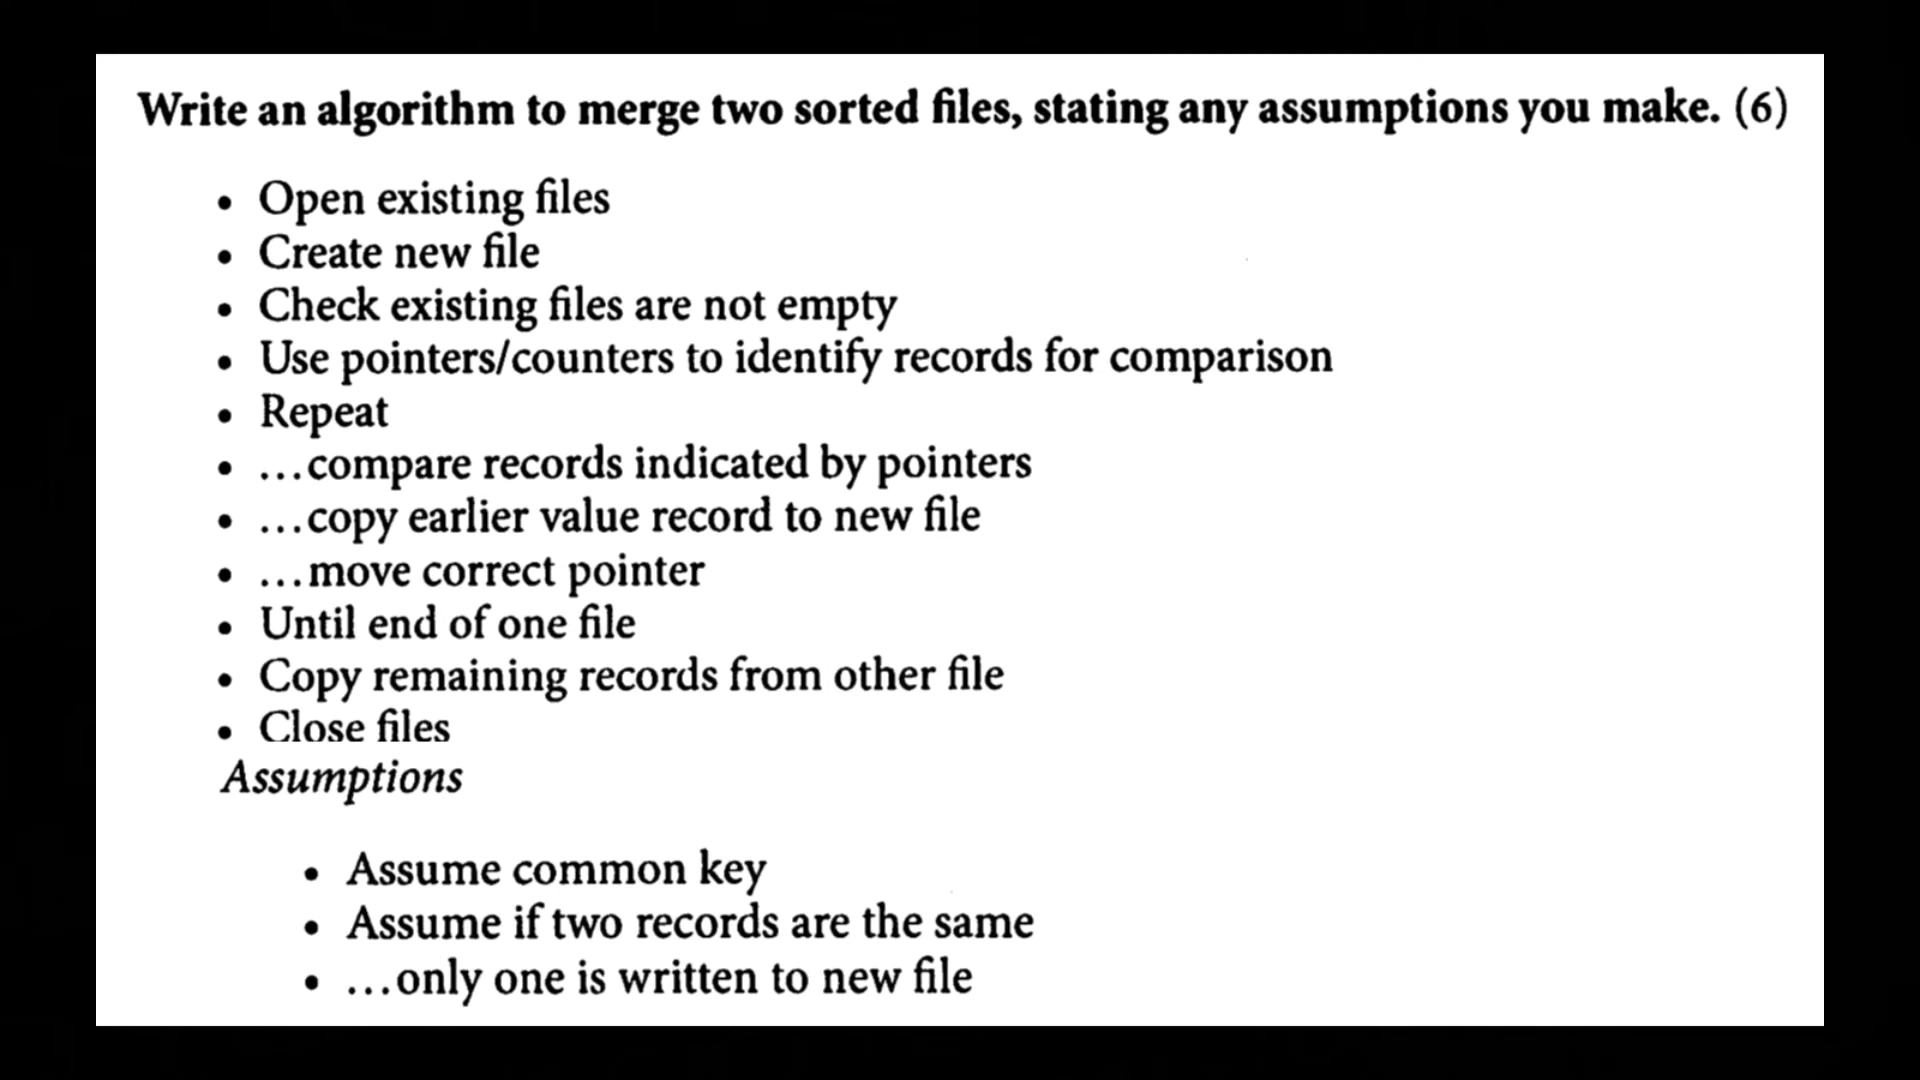 Write an algorithm to merge two sorted files, stating any assumptions you make. (6)
• Open existing files
• Create new file
• Check existing files are not empty
• Use pointers/counters to identify records for comparison
• Repeat
• …compare records indicated by pointers
• …copy earlier value record to new file
• …move correct pointer
• Until end of one file
• Copy remaining records from other file
• Close files
Assumptions
• Assume common key
• Assume if two records are the same
• …only one is written to new file